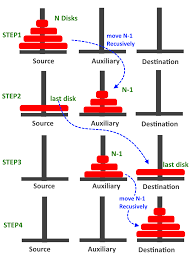 STEP1
N Disks
move N-1
Recusively
Source
Auxiliary
Destination
STEP2
last disk
N-1
Source
Auxiliary
Destination
STEP3
N-1
last disk
Source
Auxiliary
Destination
move N-1
Recursively
STEP4
Source
Auxiliary
Destination